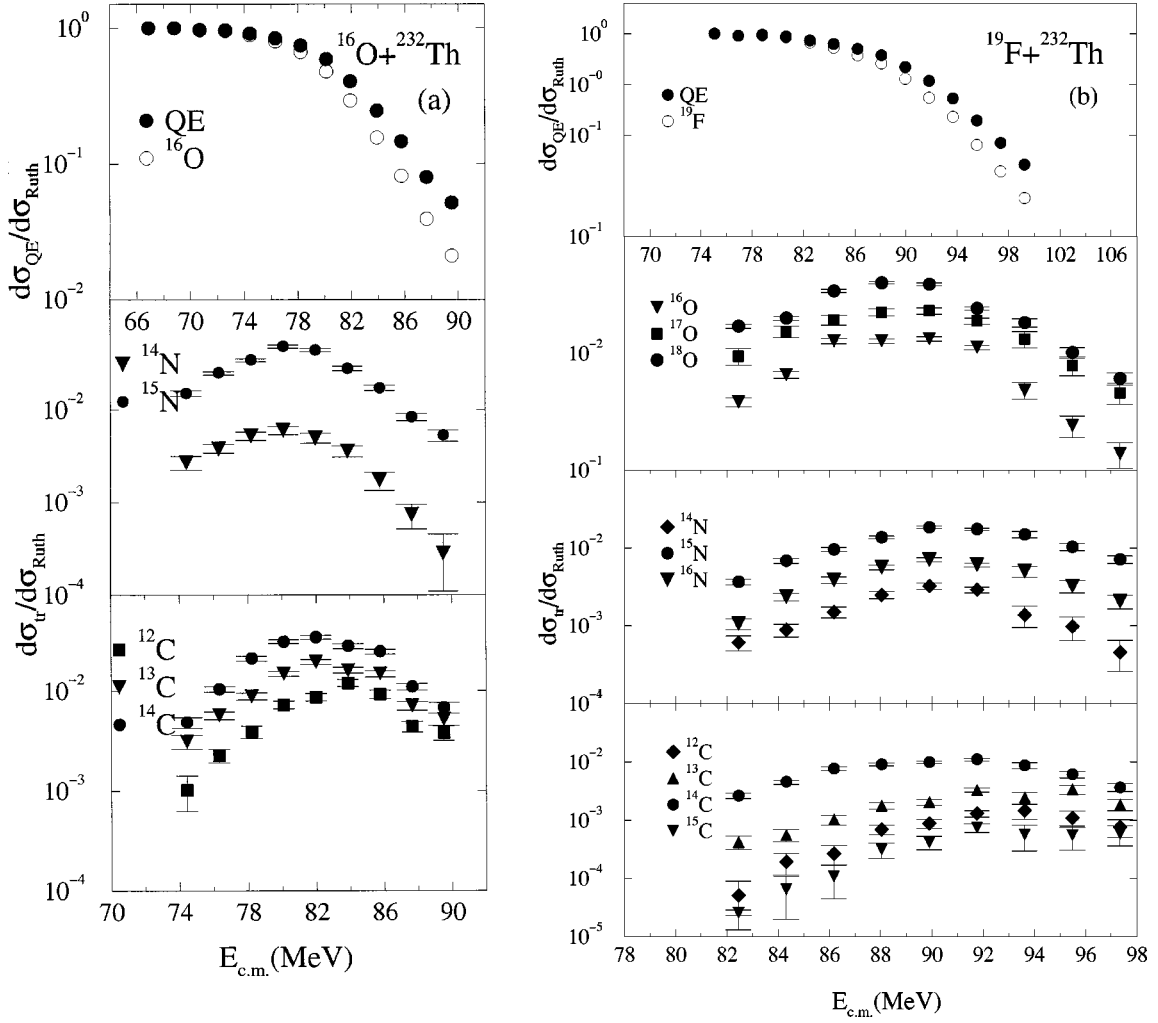 10⁰
10⁻¹
10⁻²
dσ_QE/dσ_Ruth
¹⁶O+²³²Th
(a)
QE
¹⁶O
66 70 74 78 82 86 90
¹⁴N
¹⁵N
10⁻²
10⁻³
10⁻⁴
dσ_tr/dσ_Ruth
¹²C
¹³C
¹⁴C
10⁻²
10⁻³
10⁻⁴
70 74 78 82 86 90
E_c.m.(MeV)
10⁰
10⁻⁰
10⁻¹
10⁻¹
dσ_QE/dσ_Ruth
¹⁹F+²³²Th
(b)
QE
¹⁹F
70 74 78 82 86 90 94 98 102 106
¹⁶O
¹⁷O
¹⁸O
10⁻²
10⁻¹
¹⁴N
¹⁵N
¹⁶N
10⁻²
10⁻³
10⁻⁴
dσ_tr/dσ_Ruth
¹²C
¹³C
¹⁴C
¹⁵C
10⁻²
10⁻³
10⁻⁴
10⁻⁵
78 80 82 84 86 88 90 92 94 96 98
E_c.m.(MeV)